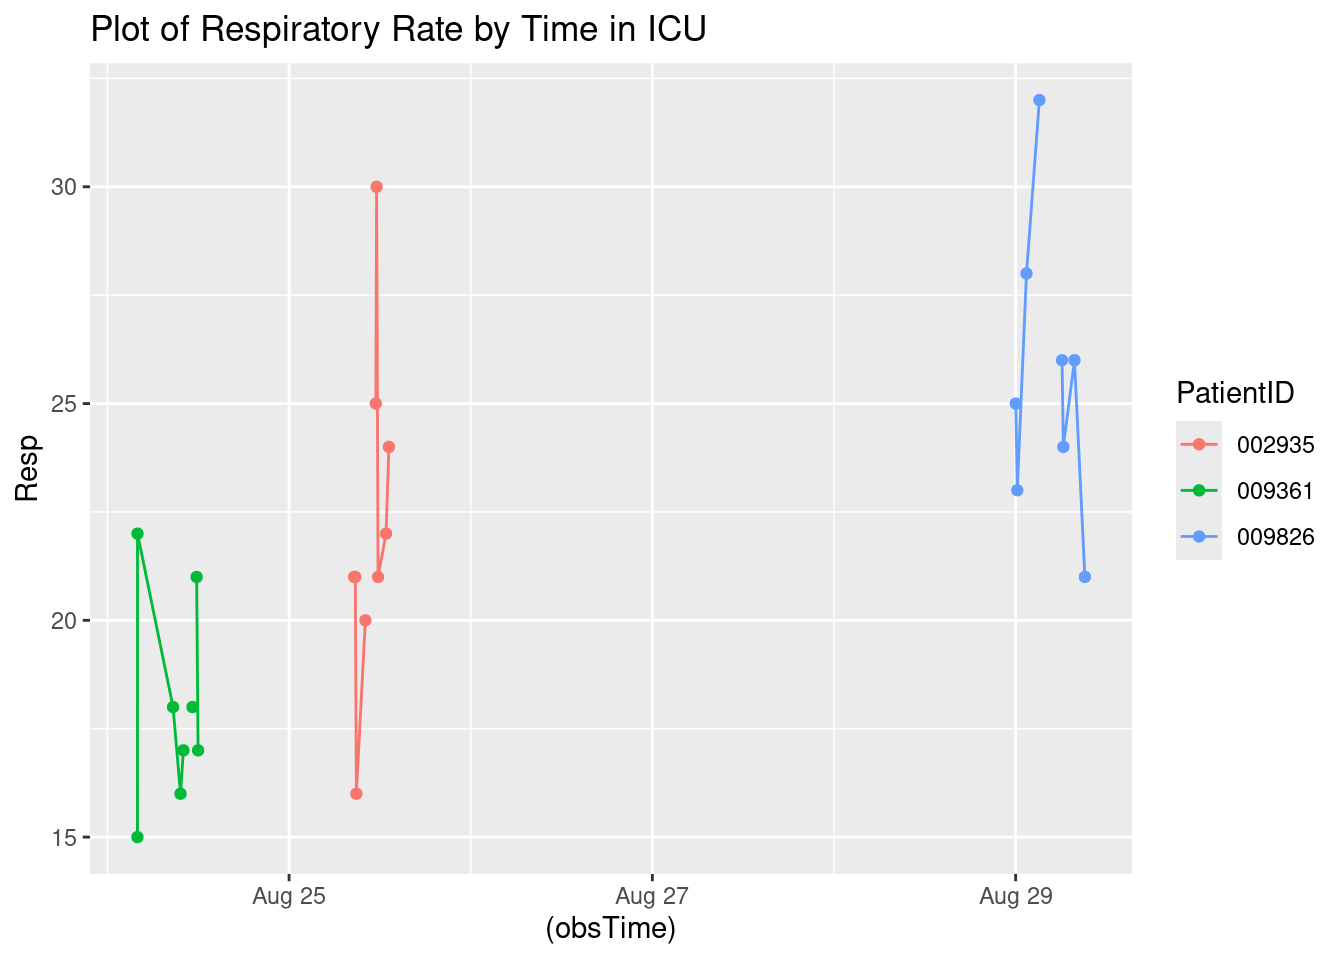 Plot of Respiratory Rate by Time in ICU
30
25
20
15
Resp
Aug 25
Aug 27
Aug 29
(obsTime)
PatientID
002935
009361
009826